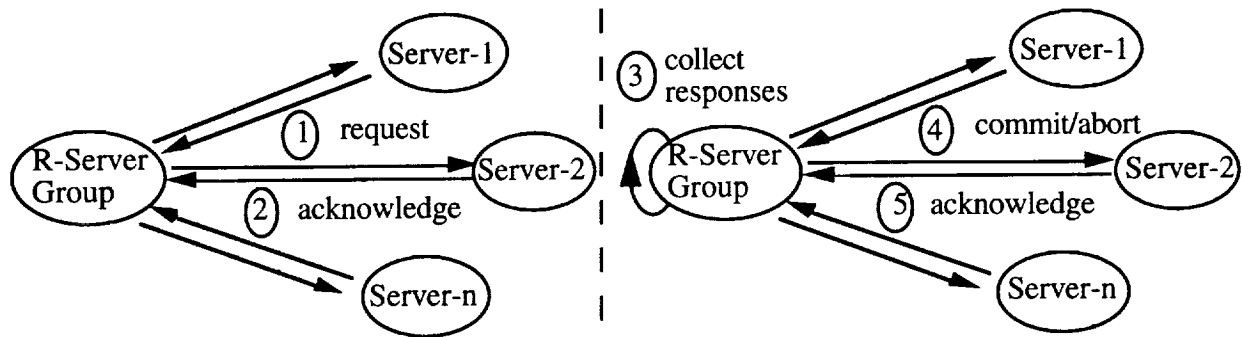 Server-1
1 request
R-Server
Group
Server-2
2 acknowledge
Server-n
3 collect
responses
Server-1
4 commit/abort
R-Server
Group
Server-2
5 acknowledge
Server-n